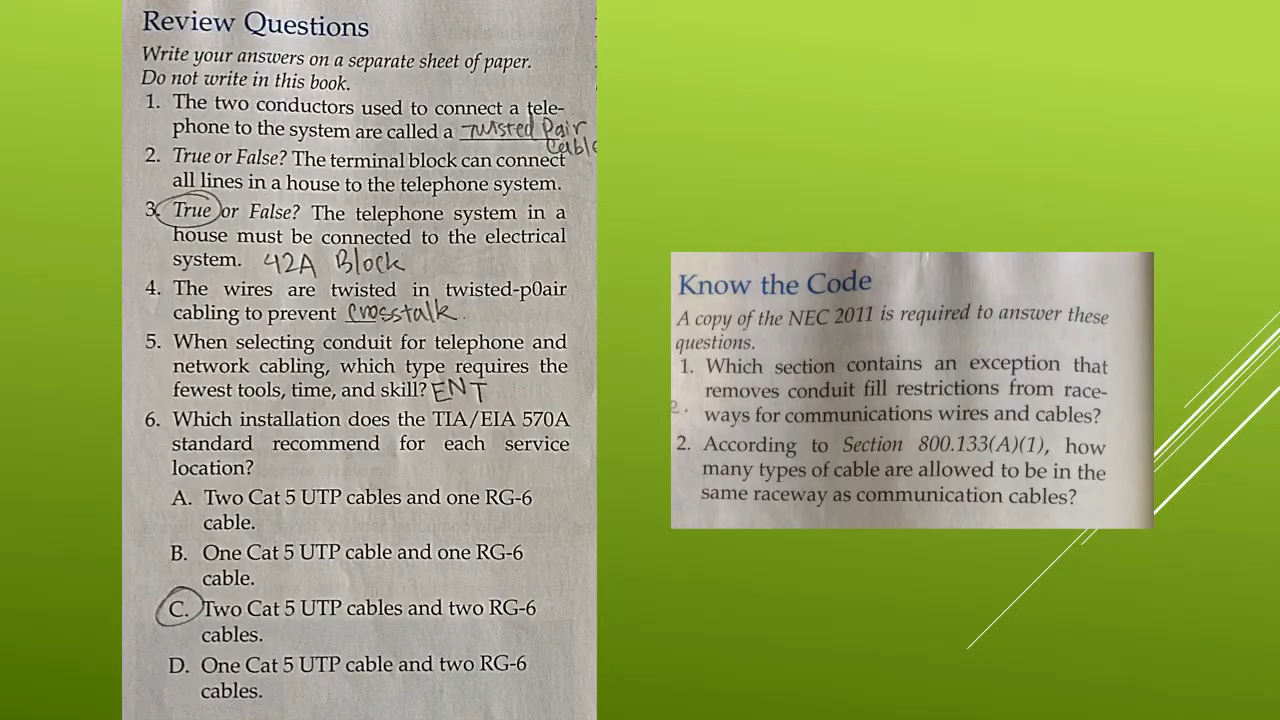 Review Questions
Write your answers on a separate sheet of paper.
Do not write in this book.
1. The two conductors used to connect a tele-
phone to the system are called a Twisted Pair
Cable
2. True or False? The terminal block can connect
all lines in a house to the telephone system.
3. True or False? The telephone system in a
house must be connected to the electrical
system. 42A Block
4. The wires are twisted in twisted-p0air
cabling to prevent crosstalk.
5. When selecting conduit for telephone and
network cabling, which type requires the
fewest tools, time, and skill? ENT
6. Which installation does the TIA/EIA 570A
standard recommend for each service
location?
A. Two Cat 5 UTP cables and one RG-6
cable.
B. One Cat 5 UTP cable and one RG-6
cable.
C. Two Cat 5 UTP cables and two RG-6
cables.
D. One Cat 5 UTP cable and two RG-6
cables.
Know the Code
A copy of the NEC 2011 is required to answer these
questions.
1. Which section contains an exception that
removes conduit fill restrictions from race-
2. ways for communications wires and cables?
2. According to Section 800.133(A)(1), how
many types of cable are allowed to be in the
same raceway as communication cables?